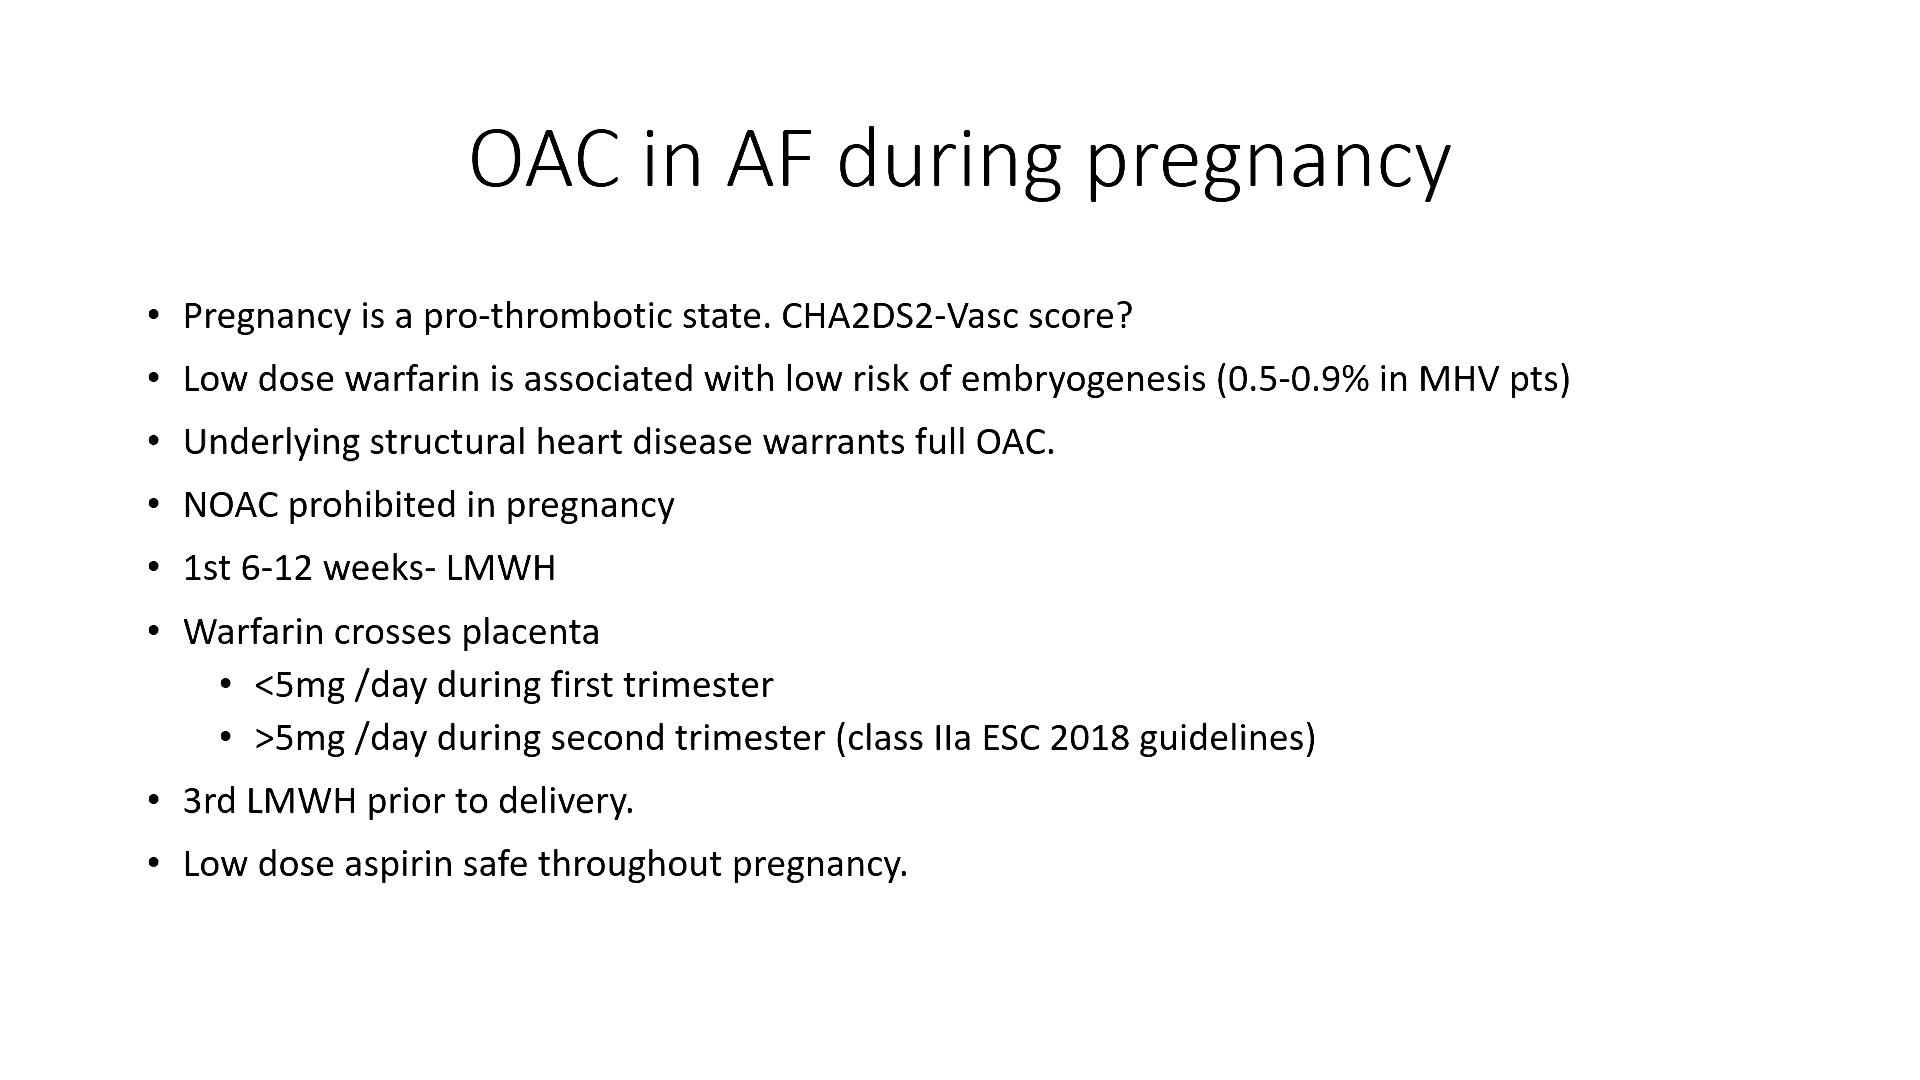 OAC in AF during pregnancy
• Pregnancy is a pro-thrombotic state. CHA2DS2-Vasc score?
• Low dose warfarin is associated with low risk of embryogenesis (0.5-0.9% in MHV pts)
• Underlying structural heart disease warrants full OAC.
• NOAC prohibited in pregnancy
• 1st 6-12 weeks- LMWH
• Warfarin crosses placenta
• <5mg /day during first trimester
• >5mg /day during second trimester (class IIa ESC 2018 guidelines)
• 3rd LMWH prior to delivery.
• Low dose aspirin safe throughout pregnancy.